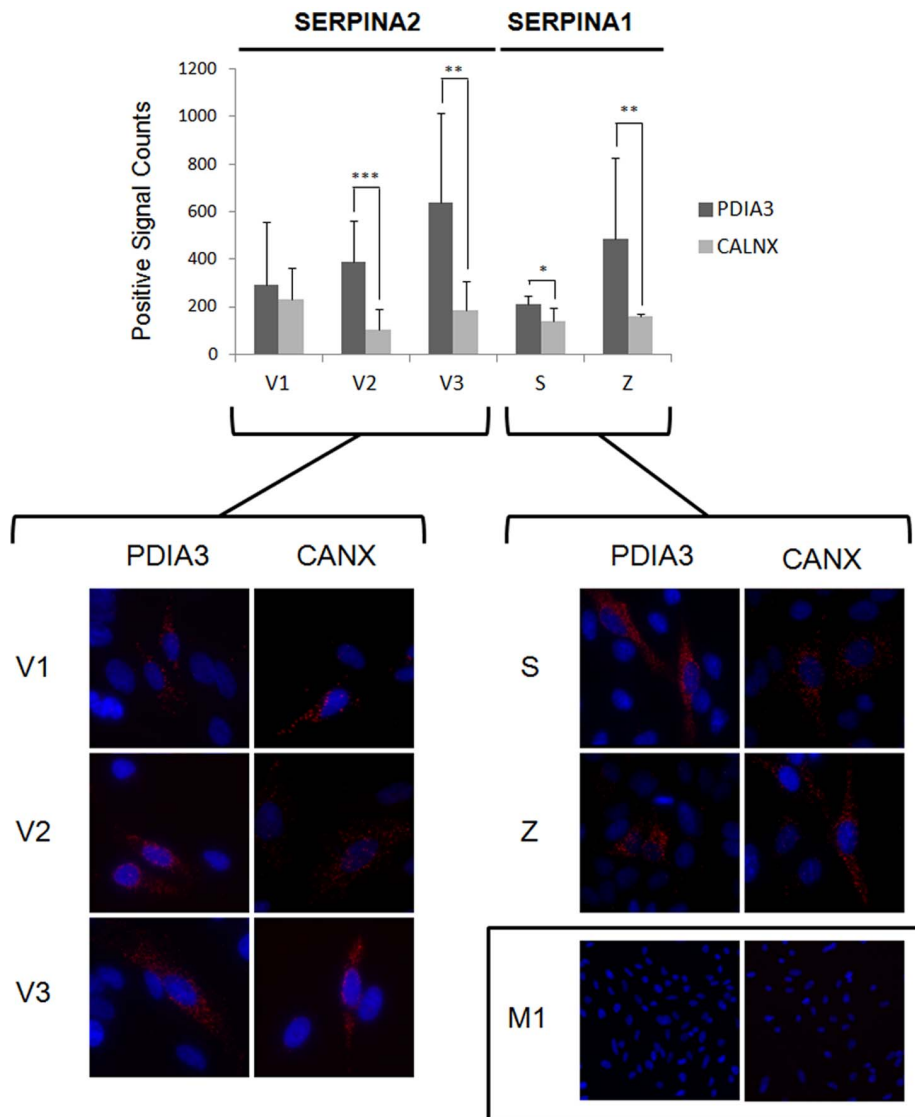 SERPINA2 SERPINA1
Positive Signal Counts
1200
1000
800
600
400
200
0
**
**
***
*
PDIA3
CALNX
V1 V2 V3 S Z
PDIA3 CANX
PDIA3 CANX
V1
V2
V3
S
Z
M1